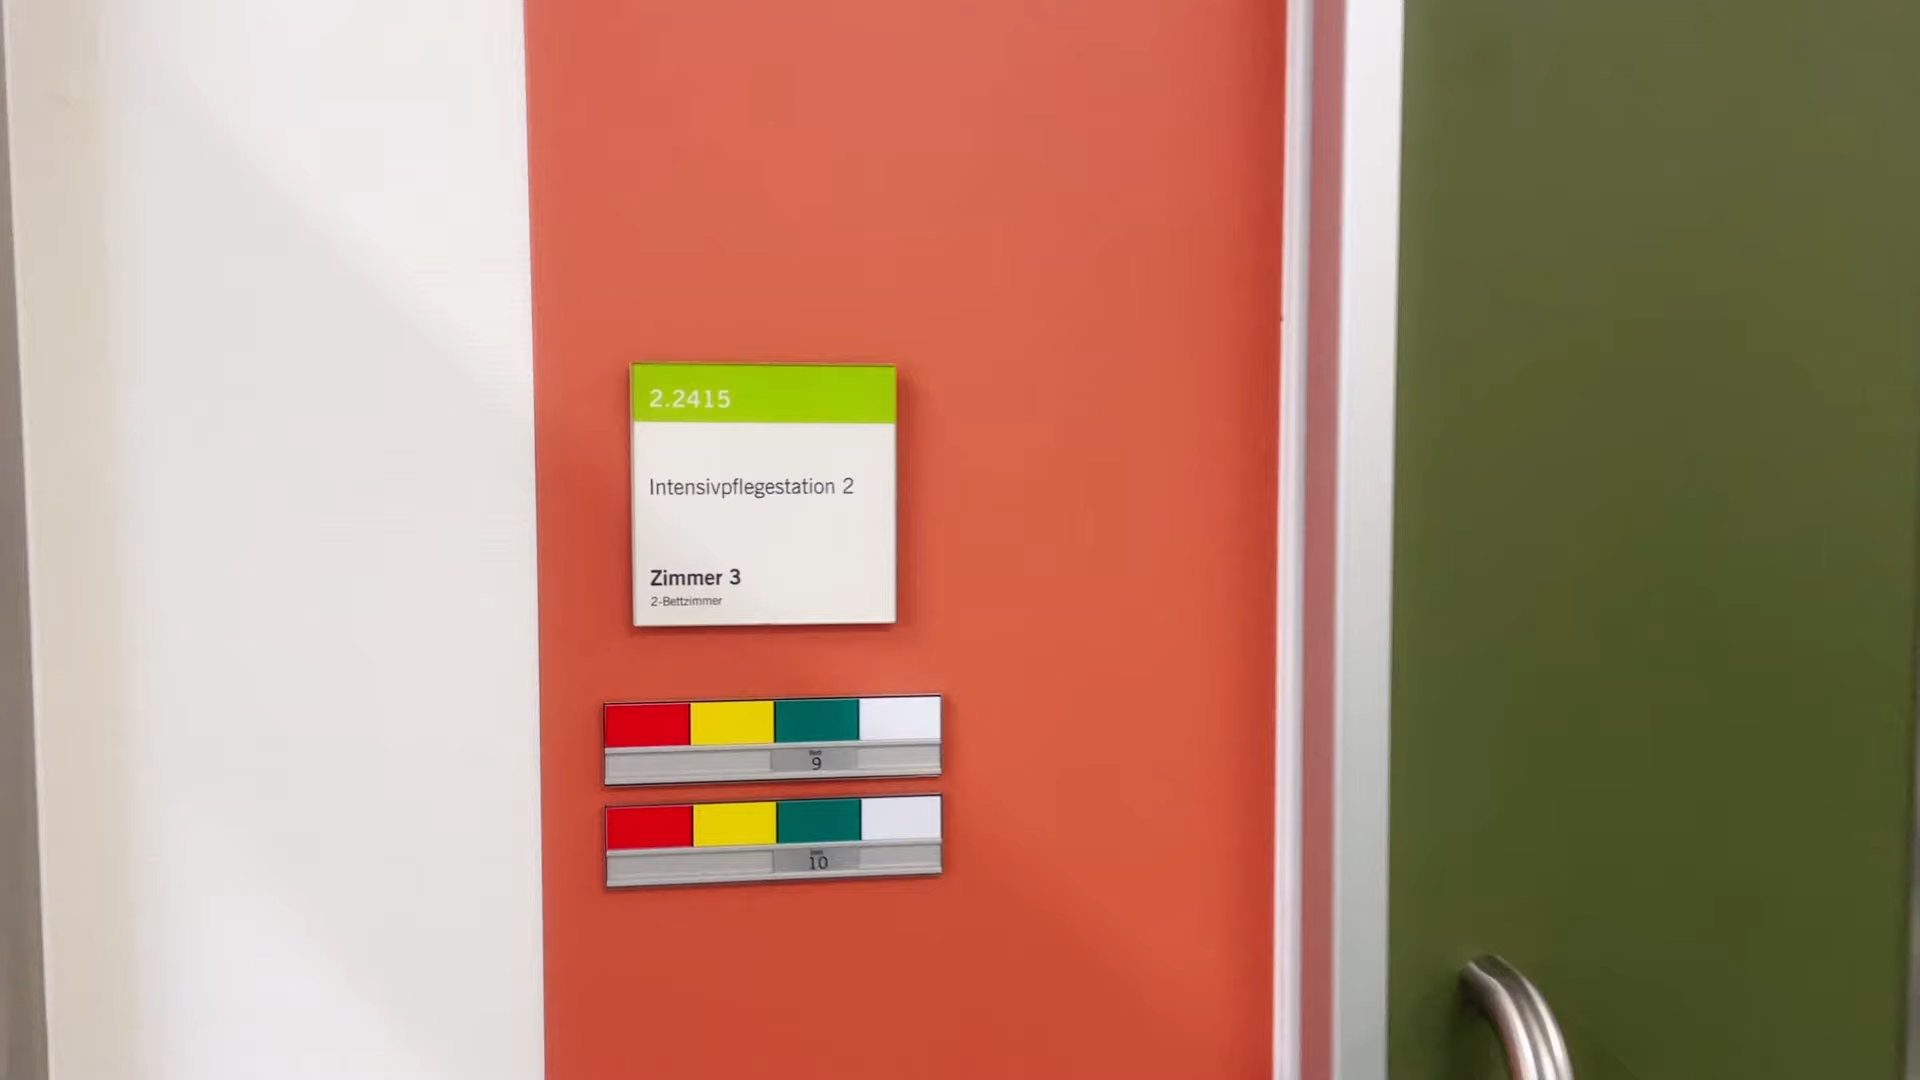 2.2415
Intensivpflegestation 2
Zimmer 3
2-Bettzimmer
9
10